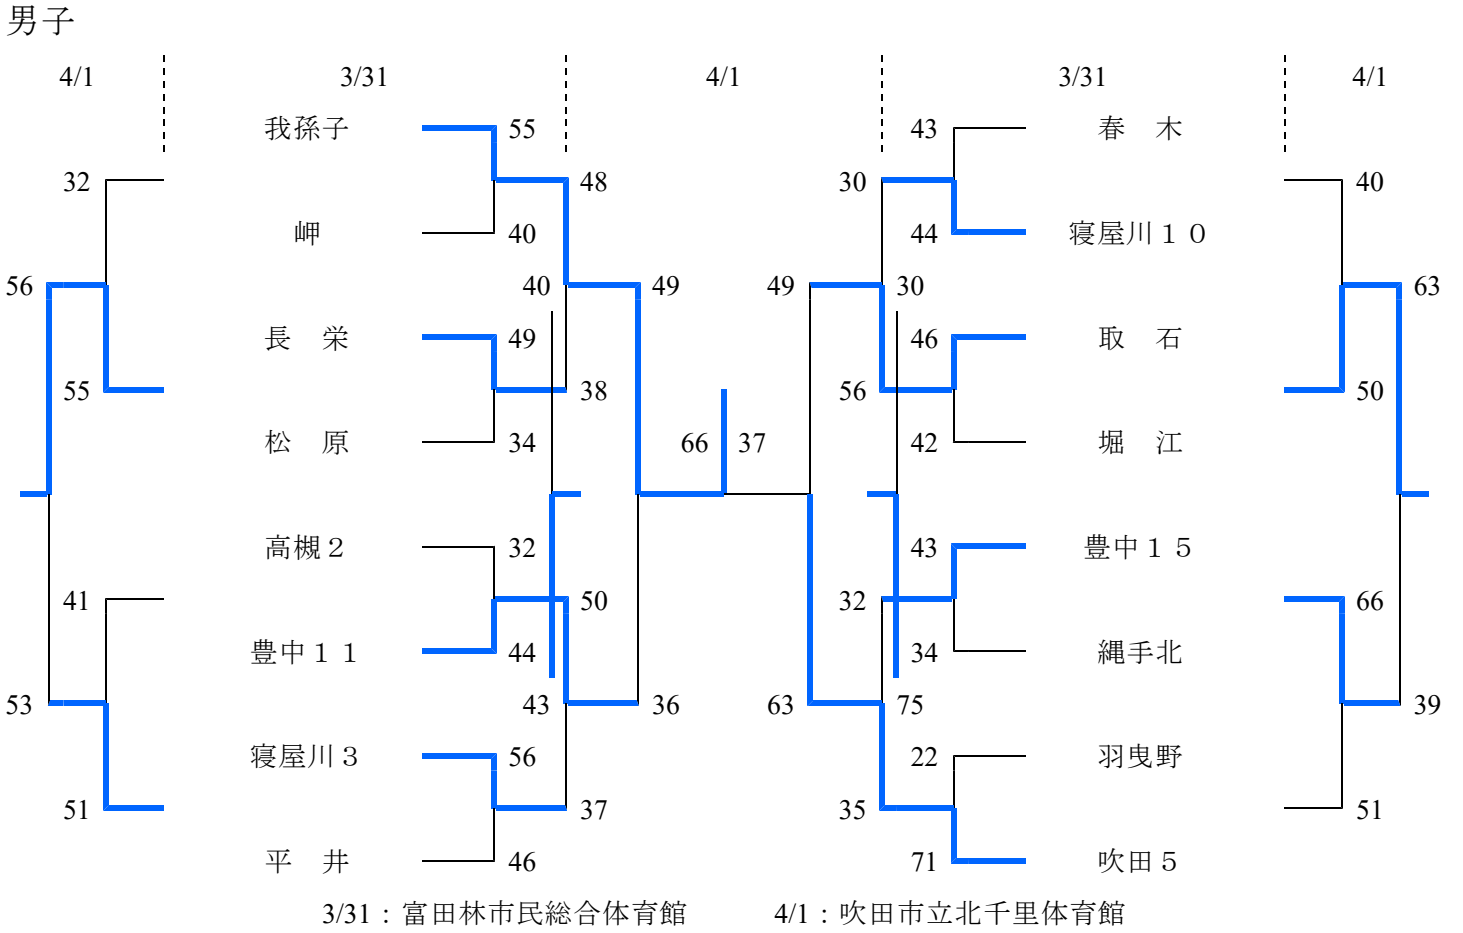 男子
4/1 3/31 4/1 3/31 4/1
我孫子 55 43 春　木
32 48 30 40
岬 40 44 寝屋川１０
56 40 49 49 30 63
長　栄 49 46 取　石
55 38 56 50
松　原 34 66 37 42 堀　江
高槻２ 32 43 豊中１５
41 50 32 66
豊中１１ 44 34 縄手北
53 43 36 63 75 39
寝屋川３ 56 22 羽曳野
51 37 35 51
平　井 46 71 吹田５
3/31：富田林市民総合体育館 4/1：吹田市立北千里体育館